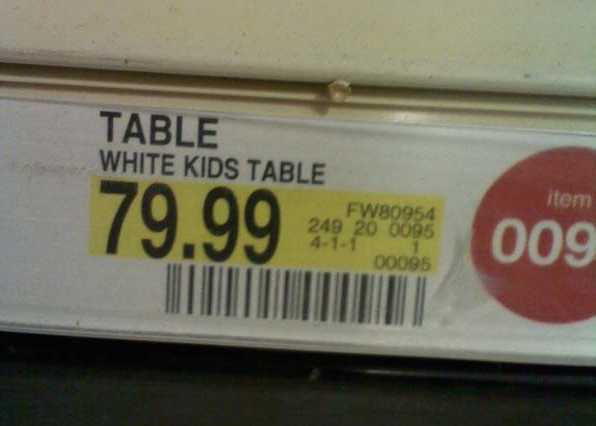 TABLE
WHITE KIDS TABLE
79.99
FW80954
249 20 0095
4-1-1 1
00095
item
009